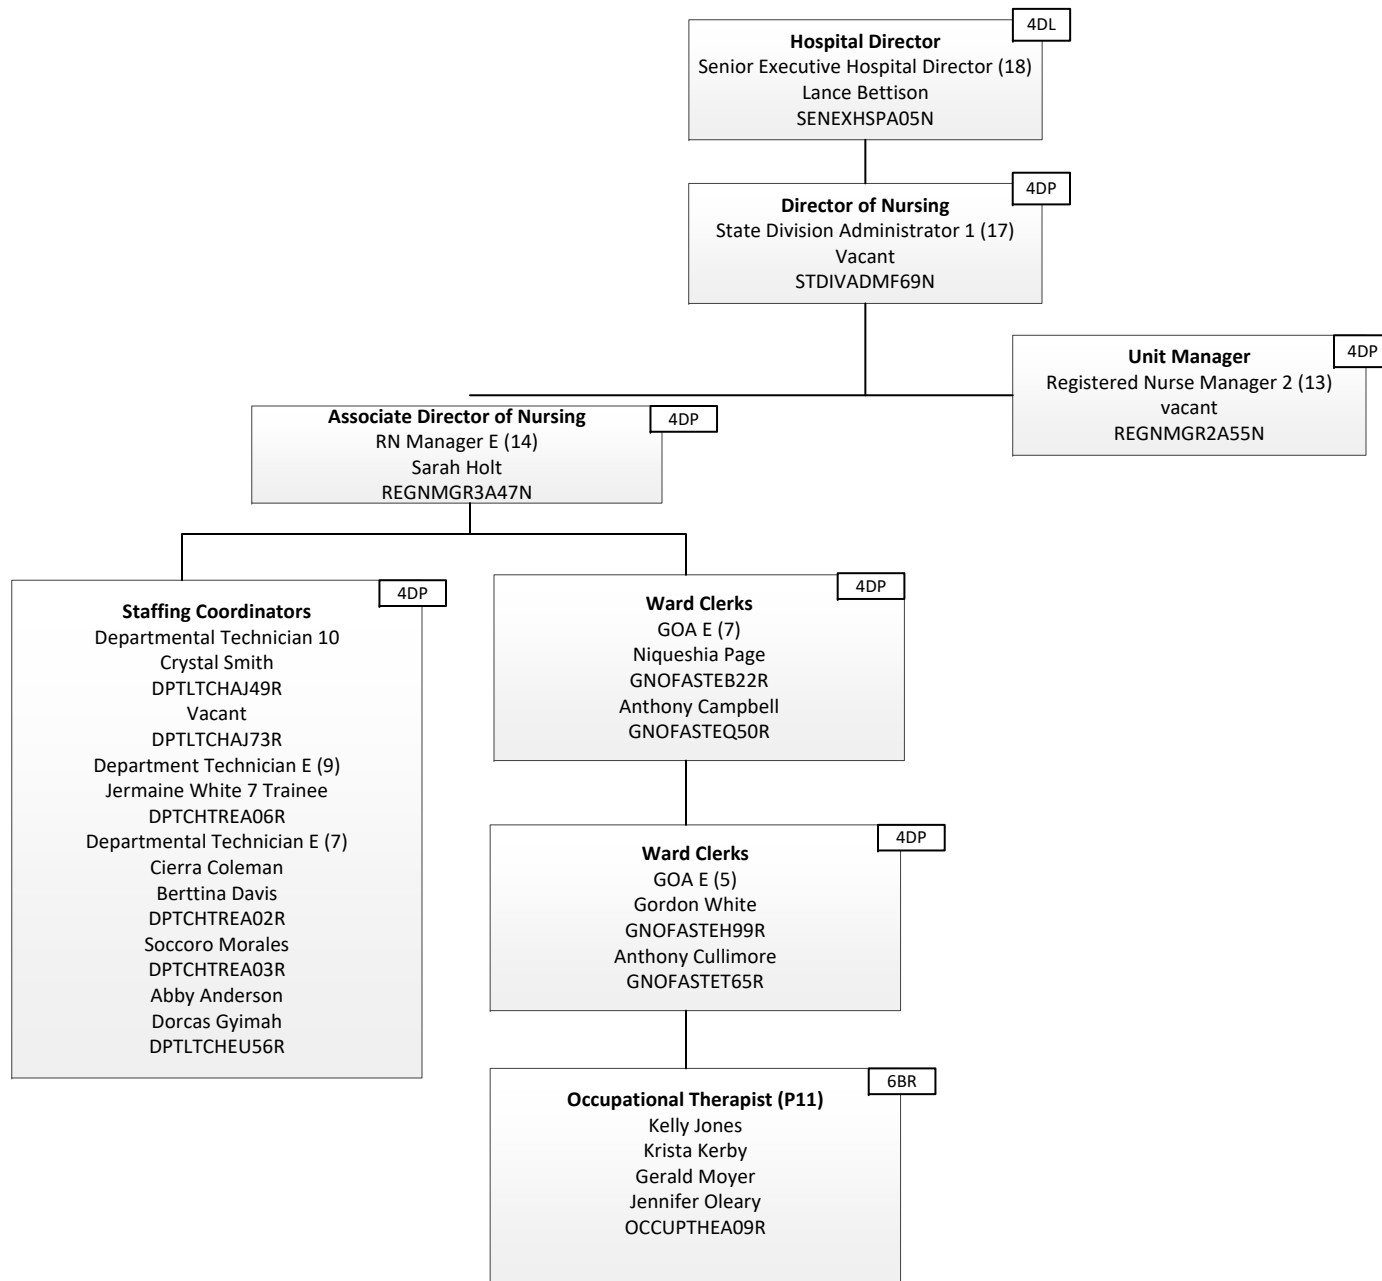 4DL
Hospital Director
Senior Executive Hospital Director (18)
Lance Bettison
SENEXHSPA05N
4DP
Director of Nursing
State Division Administrator 1 (17)
Vacant
STDIVADMF69N
4DP
Unit Manager
Registered Nurse Manager 2 (13)
vacant
REGNMGR2A55N
4DP
Associate Director of Nursing
RN Manager E (14)
Sarah Holt
REGNMGR3A47N
4DP
Staffing Coordinators
Departmental Technician 10
Crystal Smith
DPTLTCHAJ49R
Vacant
DPTLTCHAJ73R
Department Technician E (9)
Jermaine White 7 Trainee
DPTCHTREA06R
Departmental Technician E (7)
Cierra Coleman
Berttina Davis
DPTCHTREA02R
Soccoro Morales
DPTCHTREA03R
Abby Anderson
Dorcas Gyimah
DPTLTCHEU56R
4DP
Ward Clerks
GOA E (7)
Niqueshia Page
GNOFASTEB22R
Anthony Campbell
GNOFASTEQ50R
4DP
Ward Clerks
GOA E (5)
Gordon White
GNOFASTEH99R
Anthony Cullimore
GNOFASTET65R
6BR
Occupational Therapist (P11)
Kelly Jones
Krista Kerby
Gerald Moyer
Jennifer Oleary
OCCUPTHEA09R